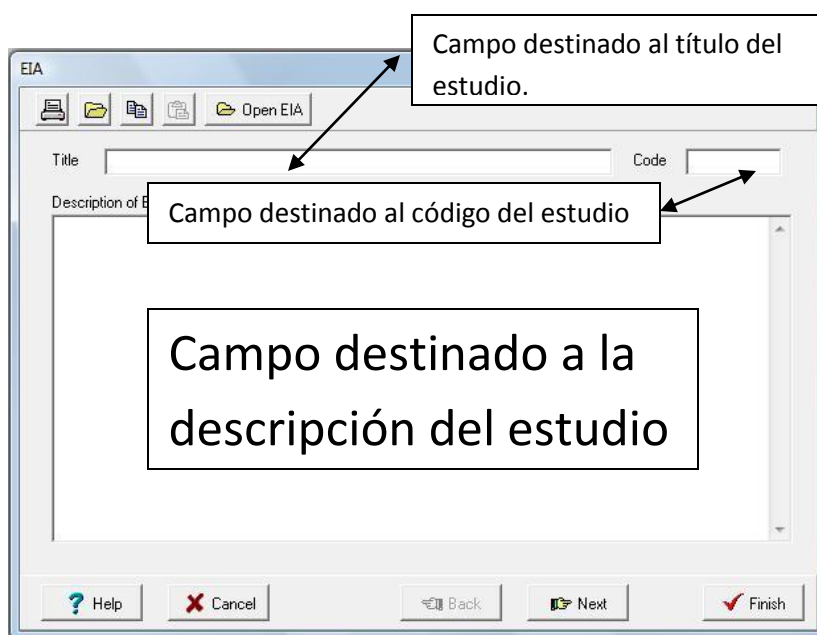 Campo destinado al título del
estudio.
EIA
Open EIA
Title
Code
Description of E
Campo destinado al código del estudio
Campo destinado a la
descripción del estudio
Help
Cancel
Back
Next
Finish